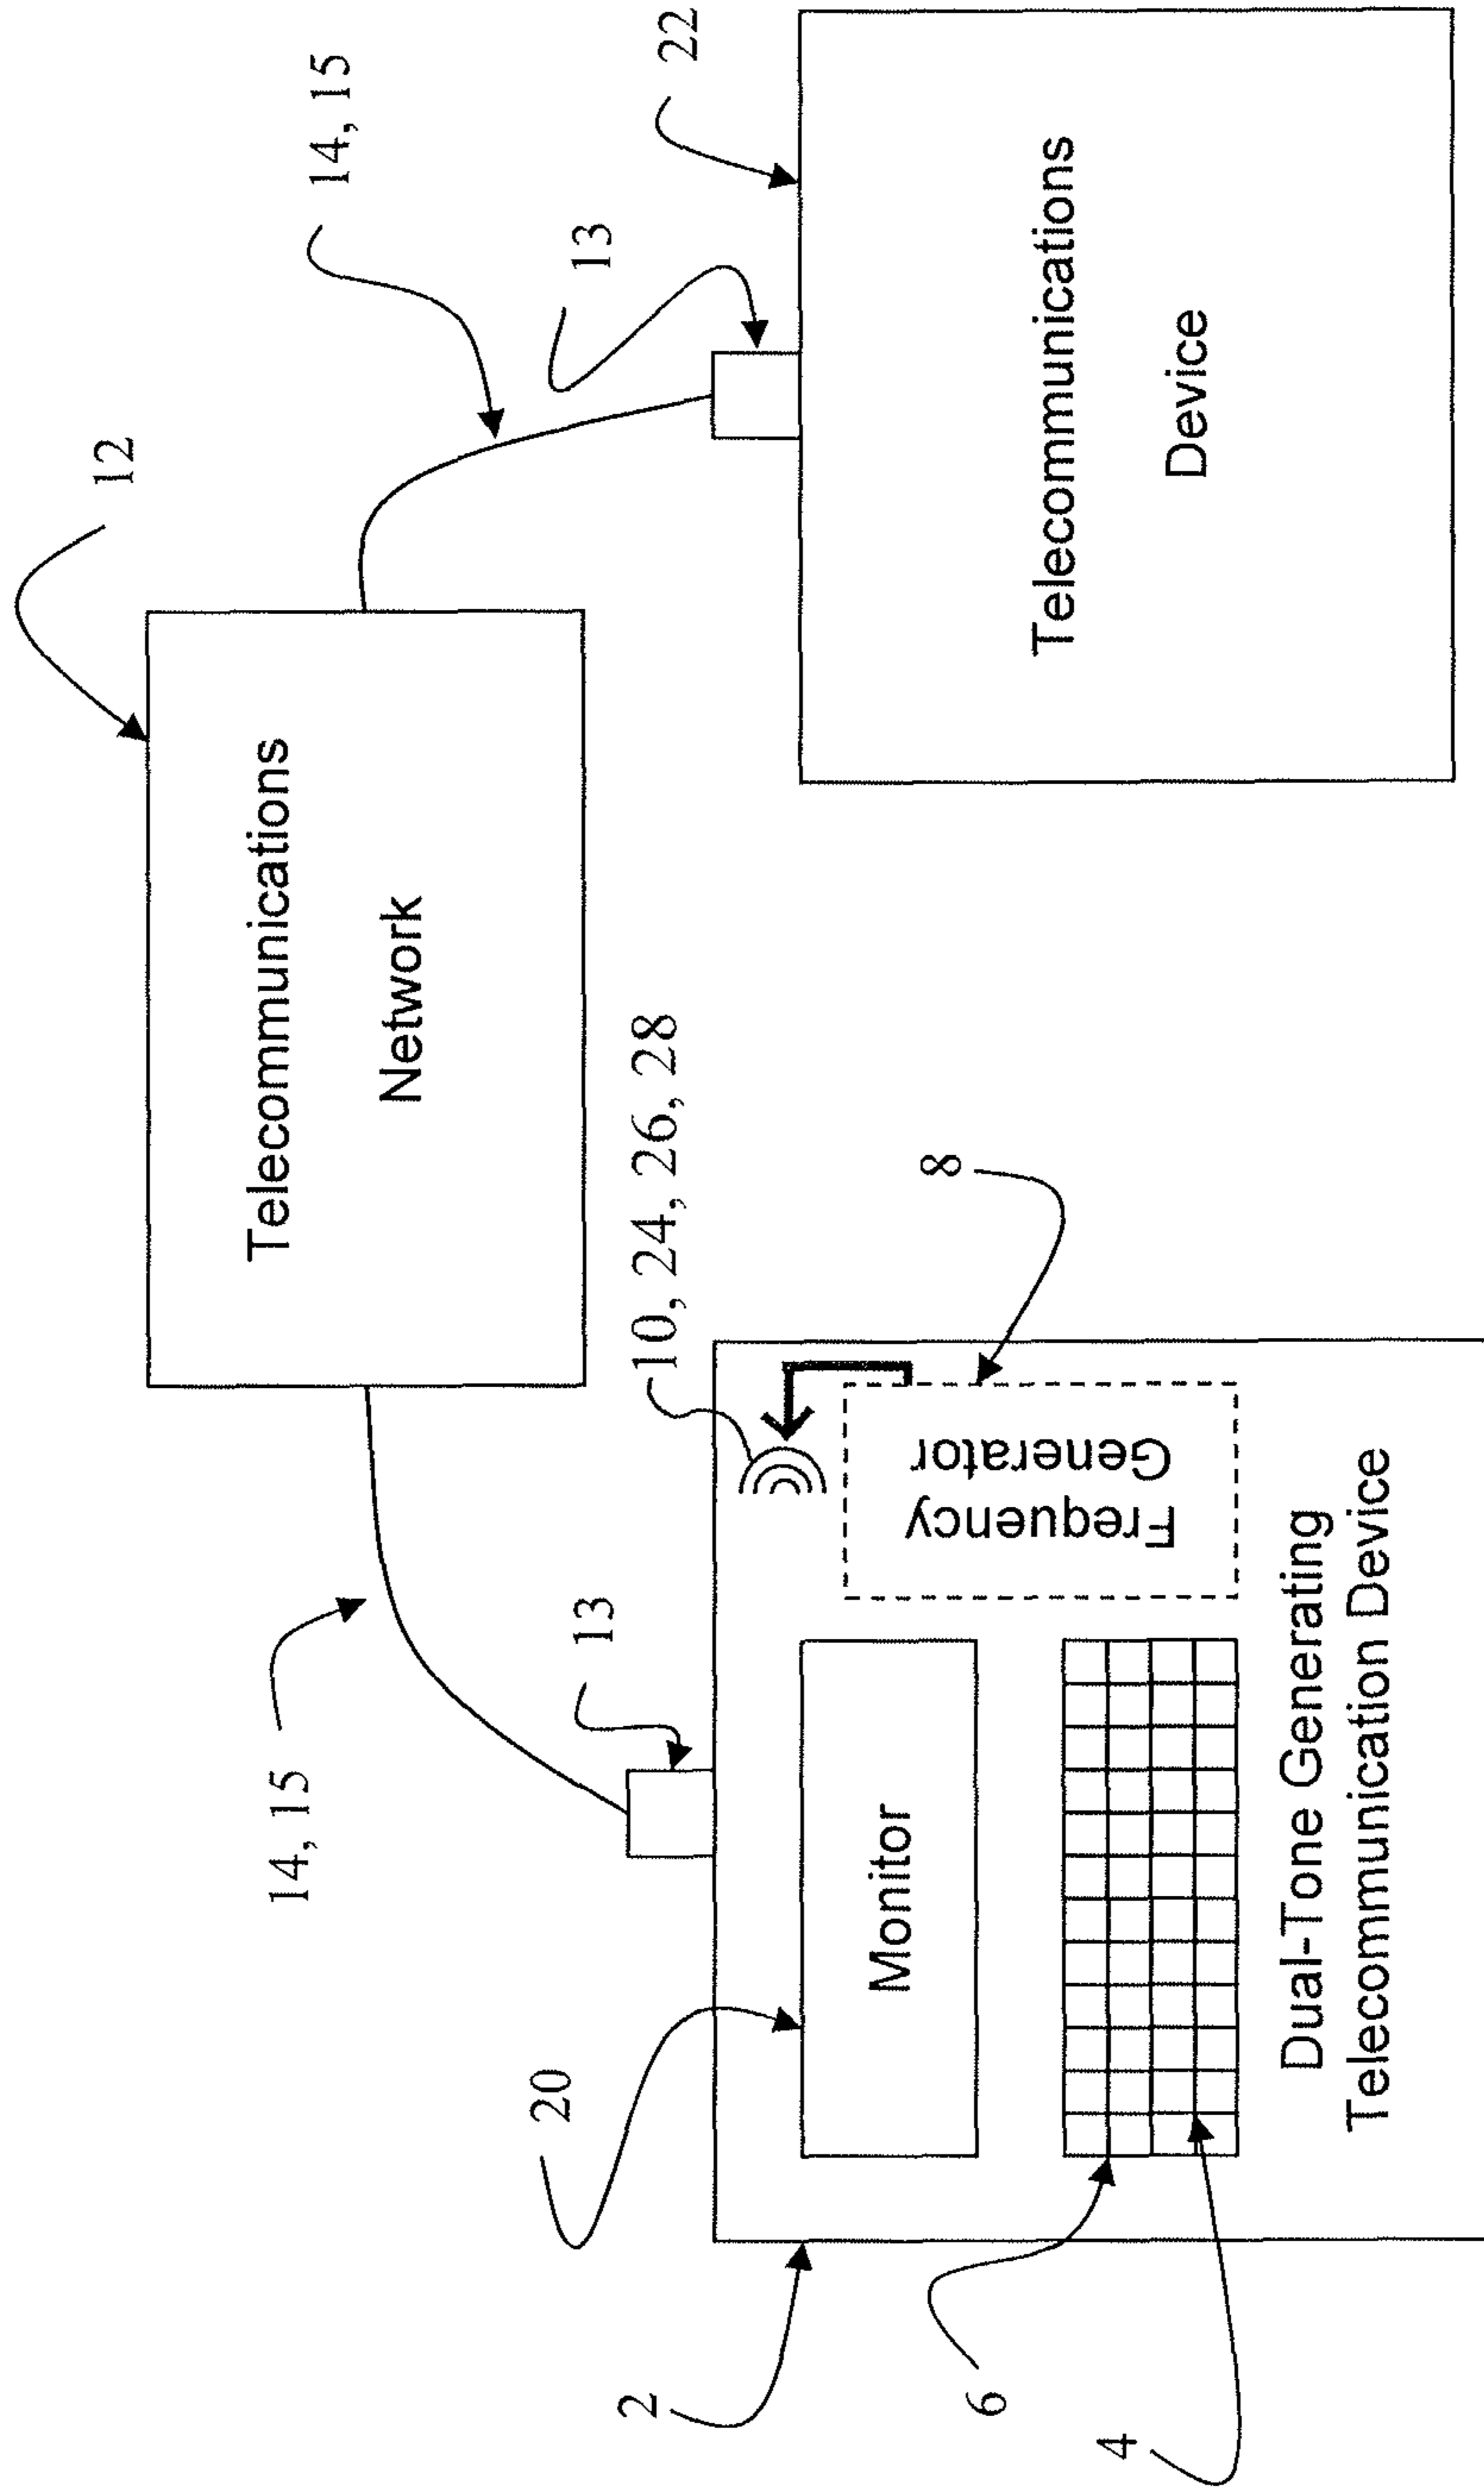 12
14, 15
22
Telecommunications
Network
13
14, 15
10, 24, 26, 28
13
Telecommunications
Device
20
8
Monitor
Frequency
Generator
2
6
4
Dual-Tone Generating
Telecommunication Device